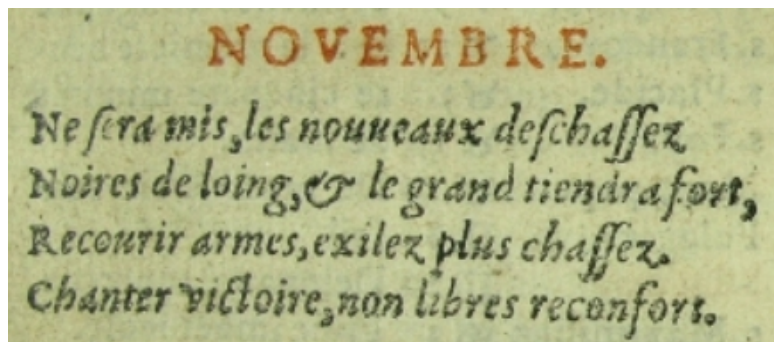 NOVEMBRE.
Ne ſera mis, les nouueaux deſchaſſez
Noires de loing, & le grand tiendra fort,
Recourir armes, exilez plus chaſſez.
Chanter victoire, non libres reconfort.